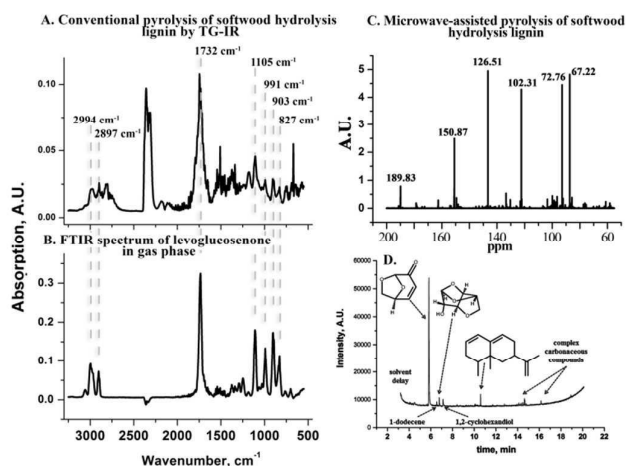 A. Conventional pyrolysis of softwood hydrolysis
lignin by TG-IR
1732 cm-1
1105 cm-1
991 cm-1
903 cm-1
827 cm-1
2994 cm-1
2897 cm-1
0.10
0.05
0.00
Absorption, A.U.
B. FTIR spectrum of levoglucosenone
in gas phase
0.3
0.2
0.1
0.0
3000 2500 2000 1500 1000 500
Wavenumber, cm-1
C. Microwave-assisted pyrolysis of softwood
hydrolysis lignin
126.51
102.31
72.76
67.22
150.87
189.83
5
4
3
2
1
0
A.U.
200 180 140 100 60
ppm
D.
60000
50000
40000
30000
20000
10000
0
Intensity, A.U.
O
O
O
H
H
H
HO
H
O
O
solvent
delay
complex
carbonaceous
compounds
1-dodecene
1,2-cyclohexandiol
2 4 6 8 10 12 14 16 18 20 22
time, min